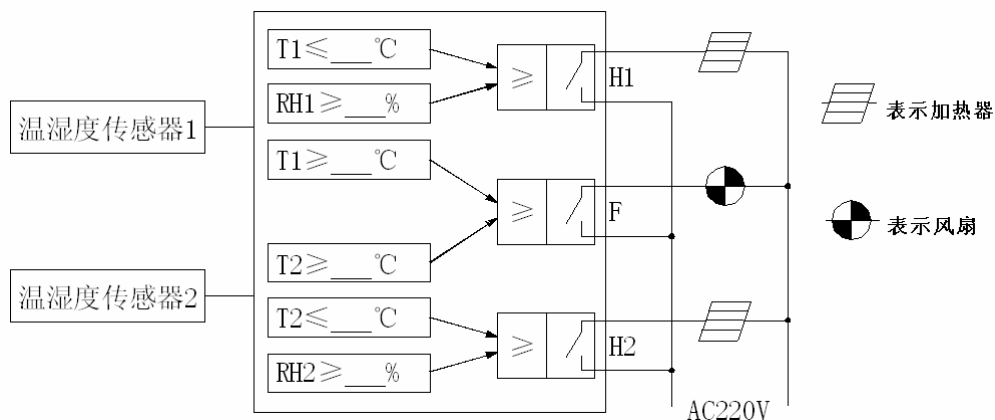 温湿度传感器1
温湿度传感器2
T1≤___℃
RH1≥___%
T1≥___℃
T2≥___℃
T2≤___℃
RH2≥___%
≥
H1
≥
F
≥
H2
AC220V
表示加热器
表示风扇